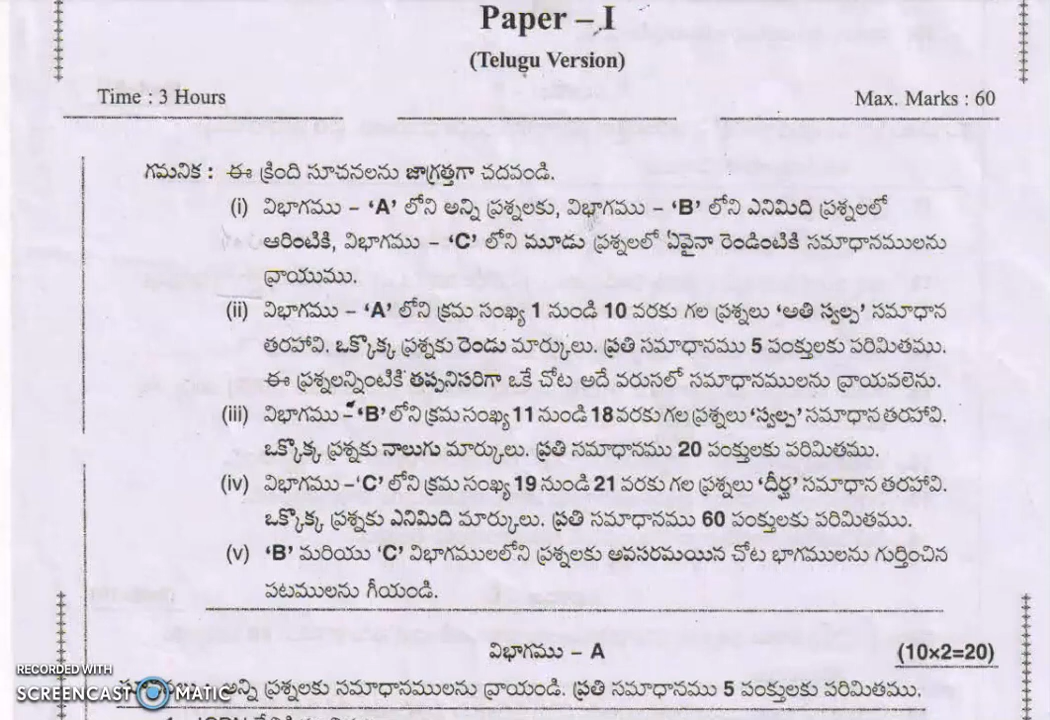 Paper – I
(Telugu Version)
Time : 3 Hours Max. Marks : 60
గమనిక : ఈ క్రింది సూచనలను జాగ్రత్తగా చదవండి.
(i) విభాగము – ‘A’ లోని అన్ని ప్రశ్నలకు, విభాగము – ‘B’ లోని ఎనిమిది ప్రశ్నలలో
ఆరింటికి, విభాగము – ‘C’ లోని మూడు ప్రశ్నలలో ఏవైనా రెండింటికి సమాధానములను
వ్రాయుము.
(ii) విభాగము – ‘A’ లోని క్రమ సంఖ్య 1 నుండి 10 వరకు గల ప్రశ్నలు ‘అతి స్వల్ప’ సమాధాన
తరహావి. ఒక్కొక్క ప్రశ్నకు రెండు మార్కులు. ప్రతి సమాధానము 5 పంక్తులకు పరిమితము.
ఈ ప్రశ్నలన్నింటికి తప్పనిసరిగా ఒకే చోట అదే వరుసలో సమాధానములను వ్రాయవలెను.
(iii) విభాగము – ‘B’ లోని క్రమ సంఖ్య 11 నుండి 18 వరకు గల ప్రశ్నలు ‘స్వల్ప’ సమాధాన తరహావి.
ఒక్కొక్క ప్రశ్నకు నాలుగు మార్కులు. ప్రతి సమాధానము 20 పంక్తులకు పరిమితము.
(iv) విభాగము –‘C’ లోని క్రమ సంఖ్య 19 నుండి 21 వరకు గల ప్రశ్నలు ‘దీర్ఘ’ సమాధాన తరహావి.
ఒక్కొక్క ప్రశ్నకు ఎనిమిది మార్కులు. ప్రతి సమాధానము 60 పంక్తులకు పరిమితము.
(v) ‘B’ మరియు ‘C’ విభాగములలోని ప్రశ్నలకు అవసరమయిన చోట భాగములను గుర్తించిన
పటములను గీయండి.
విభాగము – A (10×2=20)
RECORDED WITH
SCREENCAST MATIC
అన్ని ప్రశ్నలకు సమాధానములను వ్రాయండి. ప్రతి సమాధానము 5 పంక్తులకు పరిమితము.